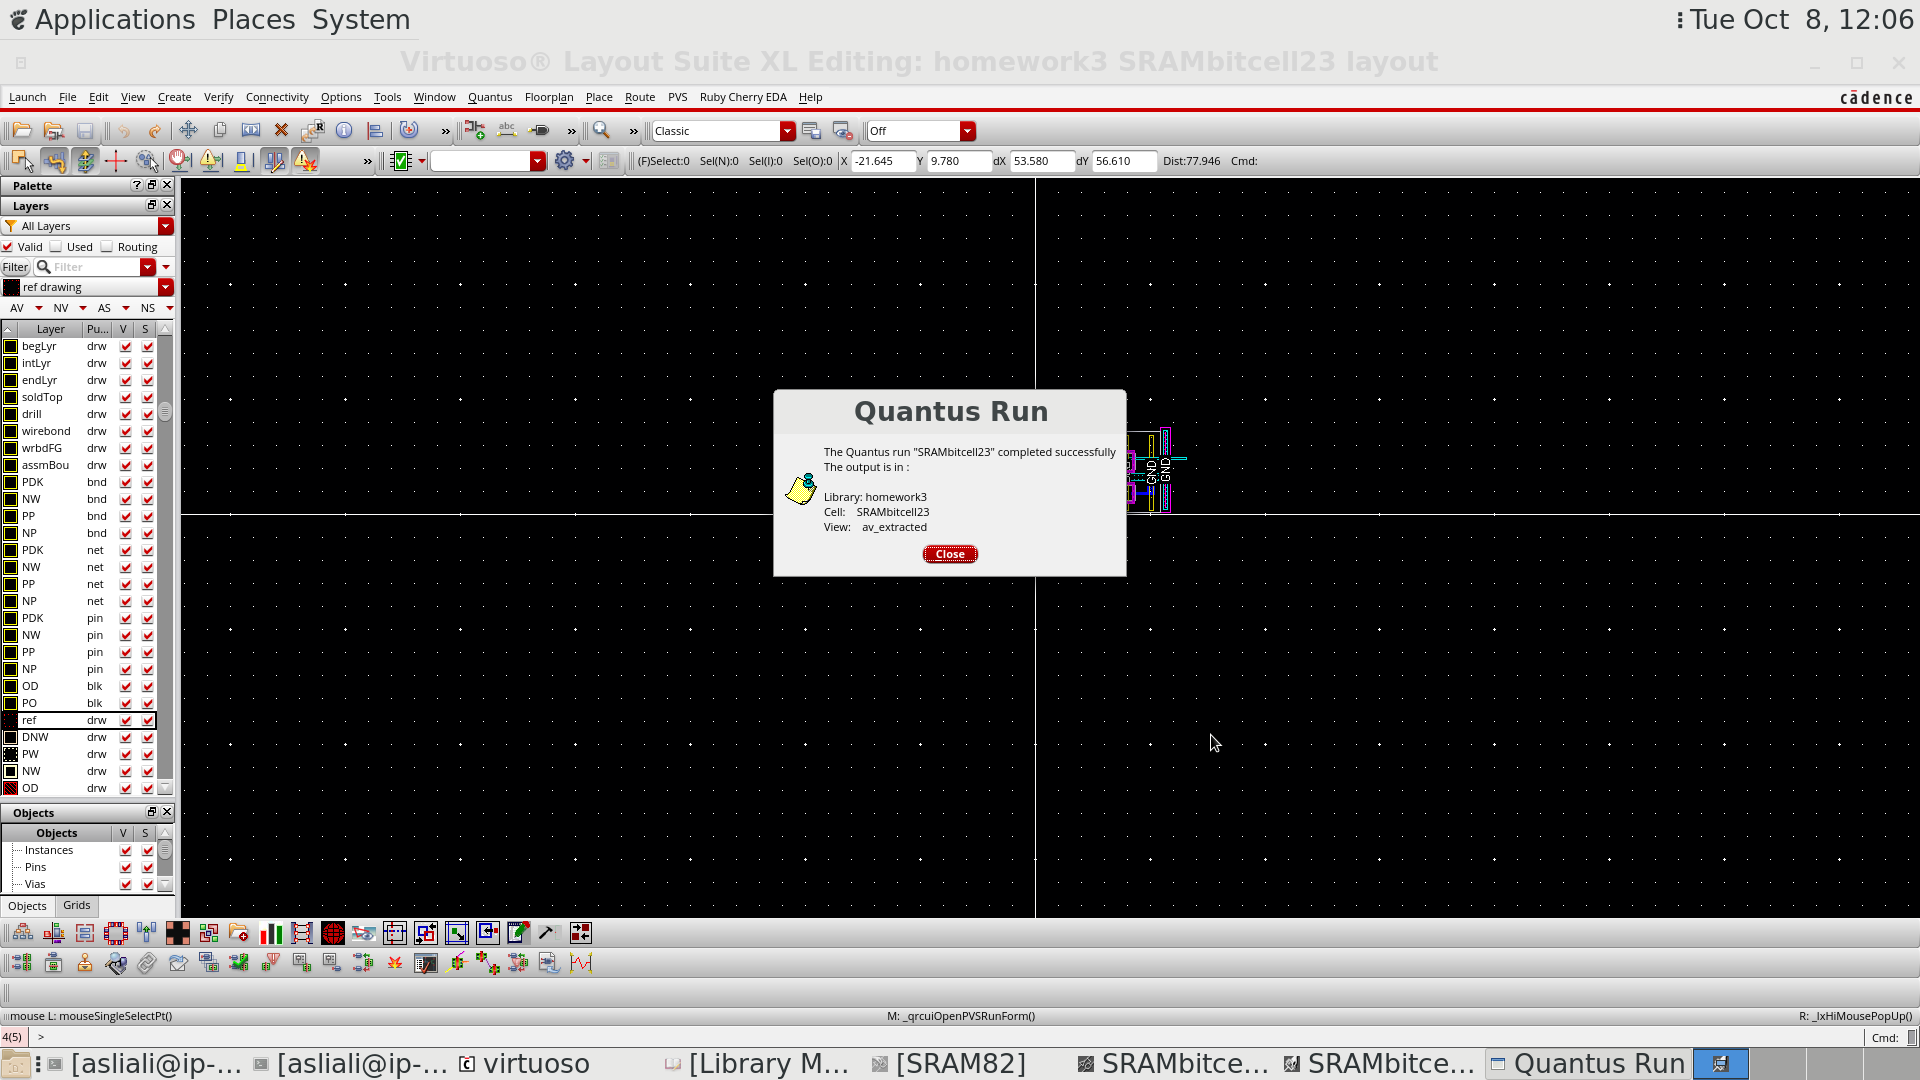 Applications Places System
Tue Oct 8, 12:06
Virtuoso® Layout Suite XL Editing: homework3 SRAMbitcell23 layout
Launch File Edit View Create Verify Connectivity Options Tools Window Quantus Floorplan Place Route PVS Ruby Cherry EDA Help
cādence
abc » » » » Classic Off
» (F)Select:0 Sel(N):0 Sel(I):0 Sel(O):0 X -21.645 Y 9.780 dX 53.580 dY 56.610 Dist:77.946 Cmd:
Palette
Layers
All Layers
Valid Used Routing
Filter Filter
ref drawing
AV NV AS NS
Layer Pu... V S
begLyr drw
intLyr drw
endLyr drw
soldTop drw
drill drw
wirebond drw
wrbdFG drw
assmBou drw
PDK bnd
NW bnd
PP bnd
NP bnd
PDK net
NW net
PP net
NP net
PDK pin
NW pin
PP pin
NP pin
OD blk
PO blk
ref drw
DNW drw
PW drw
NW drw
OD drw
Objects
Objects V S
Instances
Pins
Vias
Objects Grids
Quantus Run
The Quantus run "SRAMbitcell23" completed successfully
The output is in :
Library: homework3
Cell: SRAMbitcell23
View: av_extracted
Close
GND
GND
mouse L: mouseSingleSelectPt()
M: _qrcuiOpenPVSRunForm()
R: _lxHiMousePopUp()
4(5) >
Cmd:
[asliali@ip-... [asliali@ip-... virtuoso [Library M... [SRAM82] SRAMbitce... SRAMbitce... Quantus Run